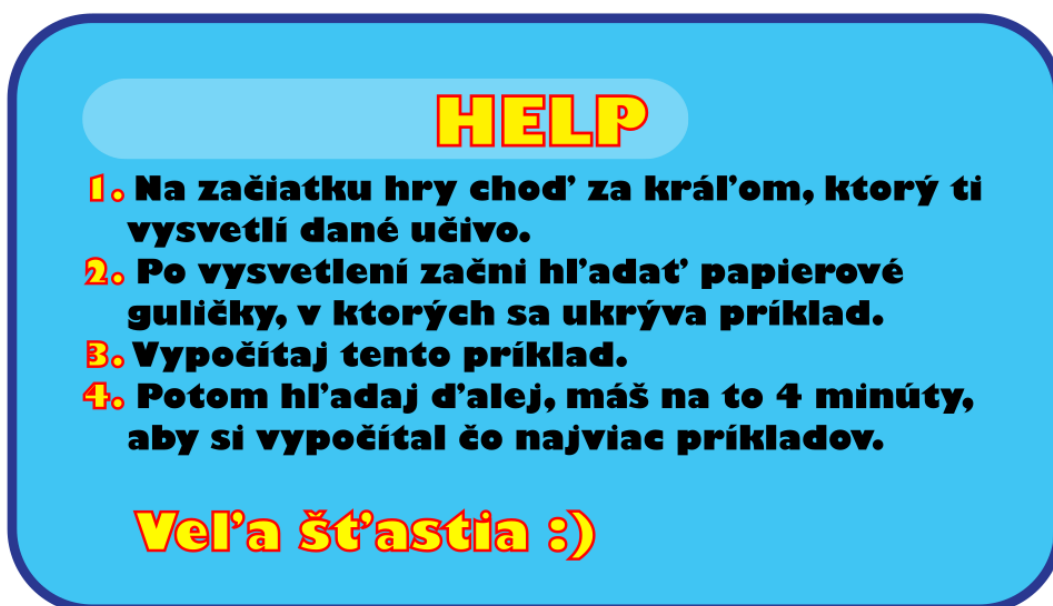 HELP
1. Na začiatku hry choď za kráľom, ktorý ti
vysvetlí dané učivo.
2. Po vysvetlení začni hľadať papierové
guličky, v ktorých sa ukrýva príklad.
3. Vypočítaj tento príklad.
4. Potom hľadaj ďalej, máš na to 4 minúty,
aby si vypočítal čo najviac príkladov.
Veľa šťastia :)